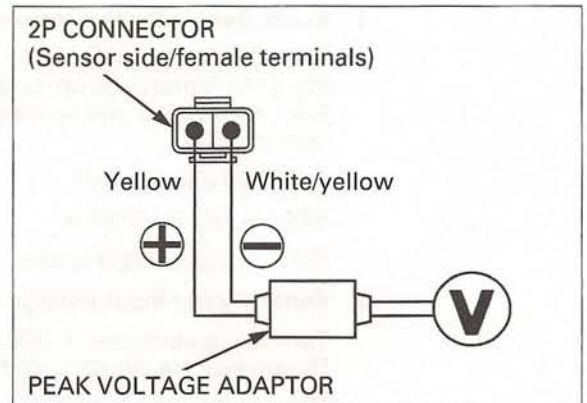 2P CONNECTOR
(Sensor side/female terminals)
Yellow White/yellow
+ −
V
PEAK VOLTAGE ADAPTOR